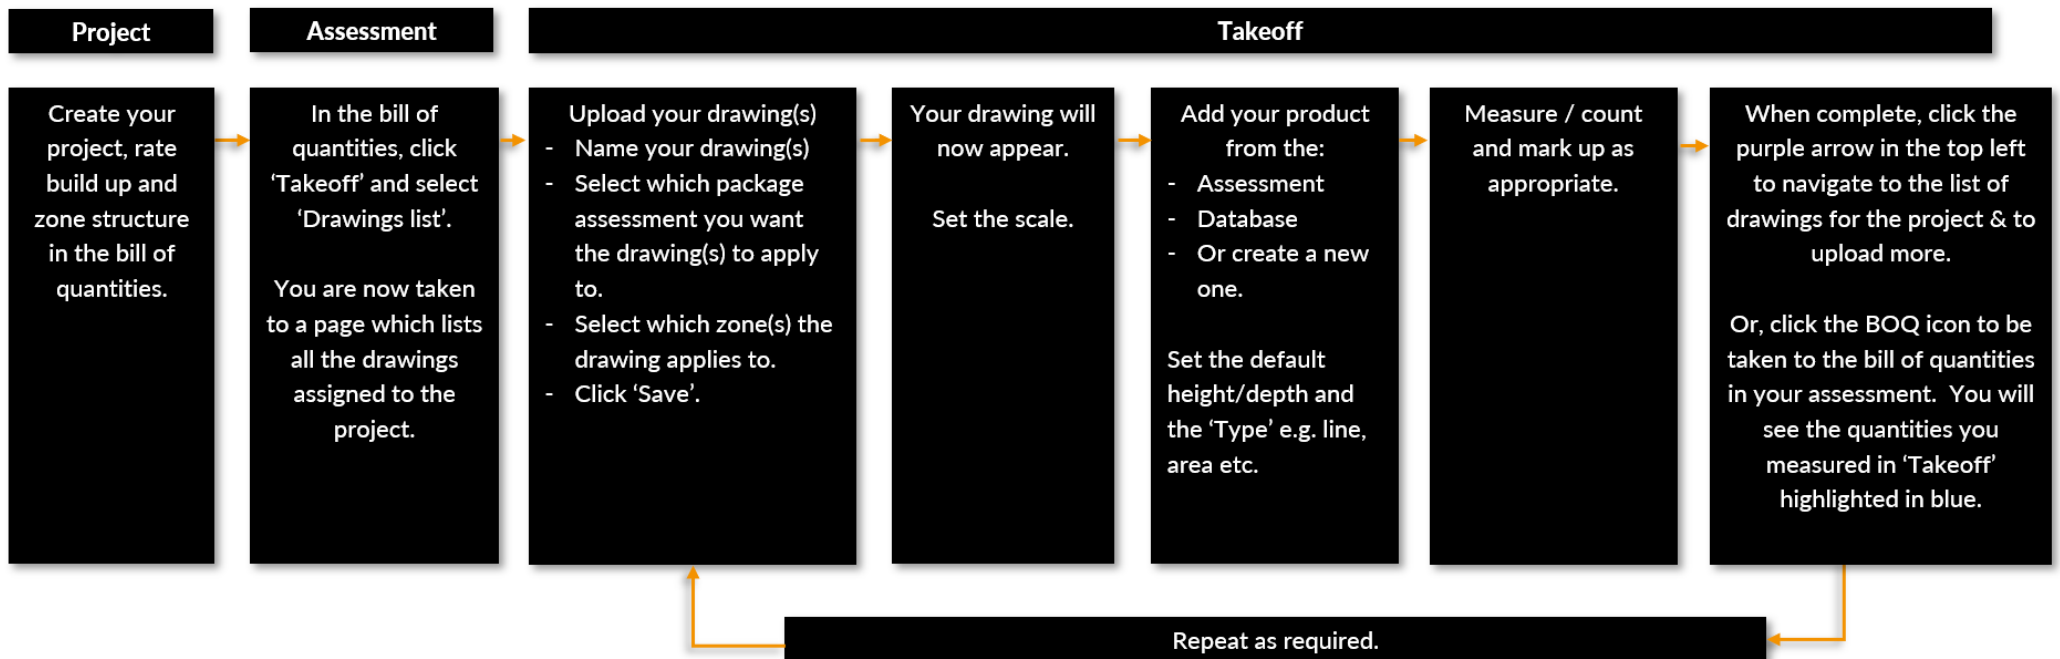 Project
Assessment
Takeoff
Create your
project, rate
build up and
zone structure
in the bill of
quantities.
In the bill of
quantities, click
‘Takeoff’ and select
‘Drawings list’.
You are now taken
to a page which lists
all the drawings
assigned to the
project.
Upload your drawing(s)
- Name your drawing(s)
- Select which package
assessment you want
the drawing(s) to apply
to.
- Select which zone(s) the
drawing applies to.
- Click ‘Save’.
Your drawing will
now appear.
Set the scale.
Add your product
from the:
- Assessment
- Database
- Or create a new
one.
Set the default
height/depth and
the ‘Type’ e.g. line,
area etc.
Measure / count
and mark up as
appropriate.
When complete, click the
purple arrow in the top left
to navigate to the list of
drawings for the project & to
upload more.
Or, click the BOQ icon to be
taken to the bill of quantities
in your assessment.  You will
see the quantities you
measured in ‘Takeoff’
highlighted in blue.
Repeat as required.